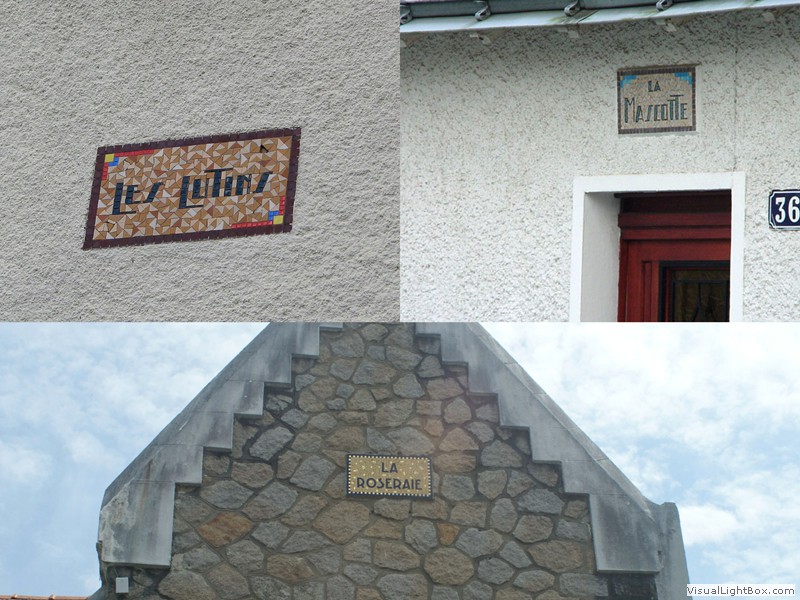 LES LUTINS
LA
MASCOTTE
36
LA
ROSERAIE
VisualLightBox.com